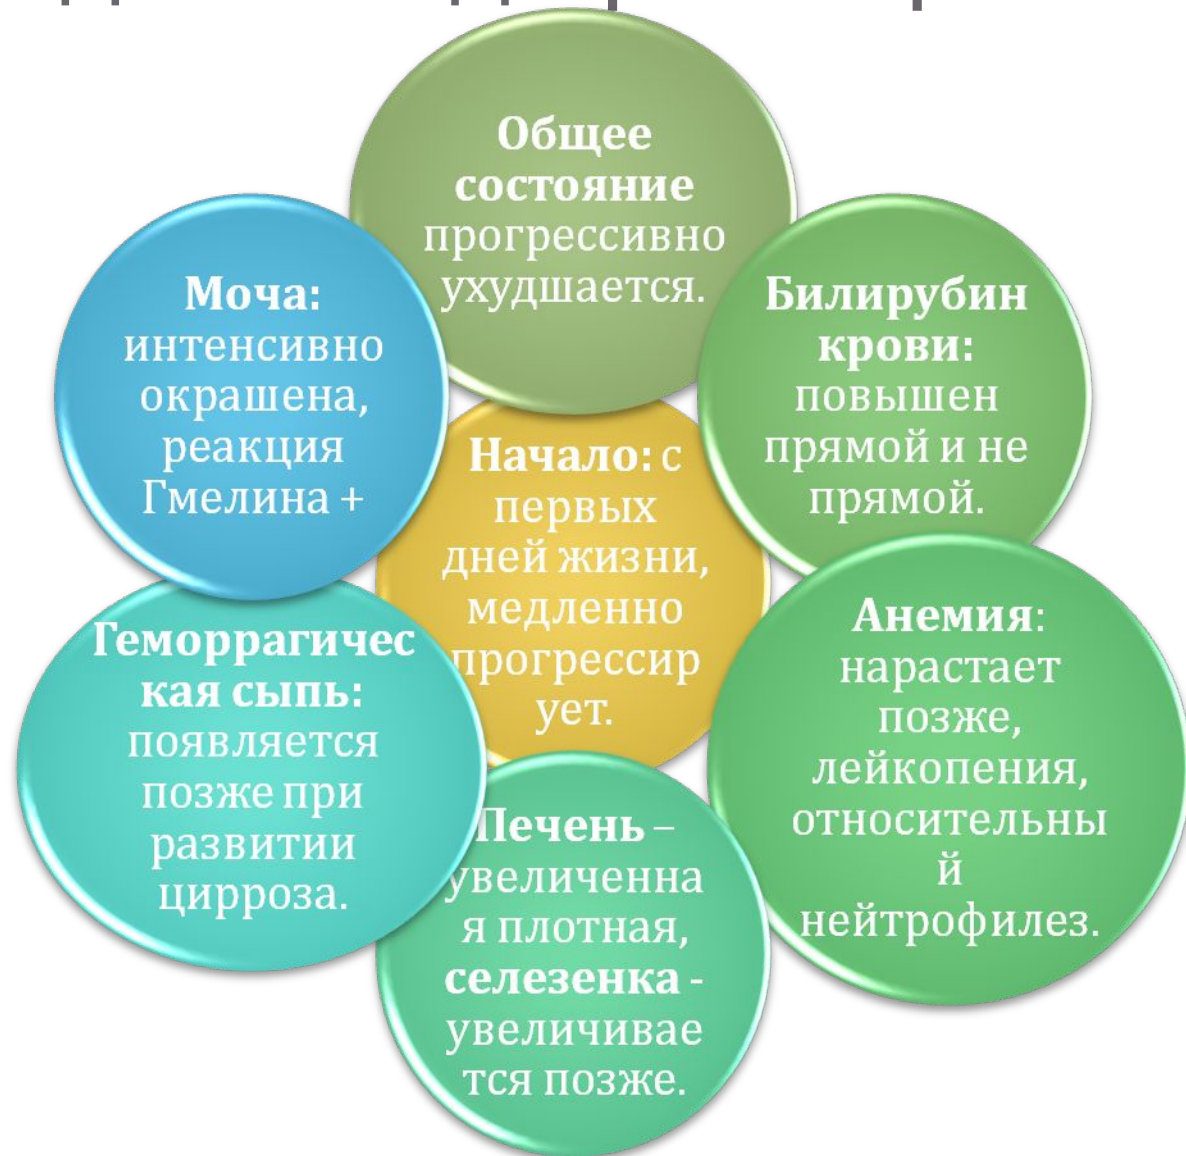 Общее
состояние
прогрессивно
ухудшается.
Билирубин
крови:
повышен
прямой и не
прямой.
Анемия:
нарастает
позже,
лейкопения,
относительны
й
нейтрофилез.
Печень –
увеличенна
я плотная,
селезенка -
увеличивае
тся позже.
Геморрагичес
кая сыпь:
появляется
позже при
развитии
цирроза.
Моча:
интенсивно
окрашена,
реакция
Гмелина +
Начало: с
первых
дней жизни,
медленно
прогрессир
ует.